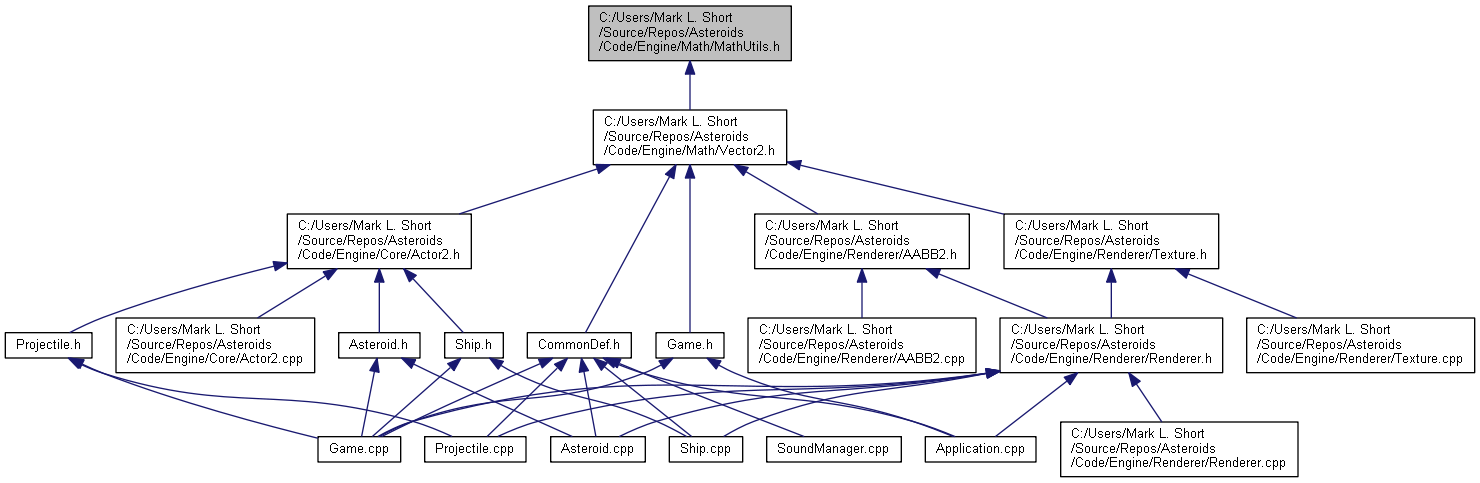 C:/Users/Mark L. Short
/Source/Repos/Asteroids
/Code/Engine/Math/MathUtils.h
C:/Users/Mark L. Short
/Source/Repos/Asteroids
/Code/Engine/Math/Vector2.h
C:/Users/Mark L. Short
/Source/Repos/Asteroids
/Code/Engine/Core/Actor2.h
C:/Users/Mark L. Short
/Source/Repos/Asteroids
/Code/Engine/Renderer/AABB2.h
C:/Users/Mark L. Short
/Source/Repos/Asteroids
/Code/Engine/Renderer/Texture.h
Projectile.h
C:/Users/Mark L. Short
/Source/Repos/Asteroids
/Code/Engine/Core/Actor2.cpp
Asteroid.h
Ship.h
CommonDef.h
Game.h
C:/Users/Mark L. Short
/Source/Repos/Asteroids
/Code/Engine/Renderer/AABB2.cpp
C:/Users/Mark L. Short
/Source/Repos/Asteroids
/Code/Engine/Renderer/Renderer.h
C:/Users/Mark L. Short
/Source/Repos/Asteroids
/Code/Engine/Renderer/Texture.cpp
Game.cpp
Projectile.cpp
Asteroid.cpp
Ship.cpp
SoundManager.cpp
Application.cpp
C:/Users/Mark L. Short
/Source/Repos/Asteroids
/Code/Engine/Renderer/Renderer.cpp